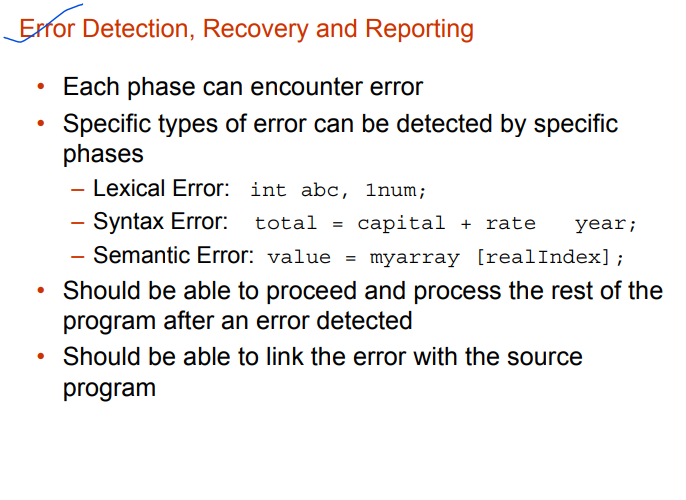 Error Detection, Recovery and Reporting
• Each phase can encounter error
• Specific types of error can be detected by specific
phases
– Lexical Error: int abc, 1num;
– Syntax Error: total = capital + rate year;
– Semantic Error: value = myarray [realIndex];
• Should be able to proceed and process the rest of the
program after an error detected
• Should be able to link the error with the source
program